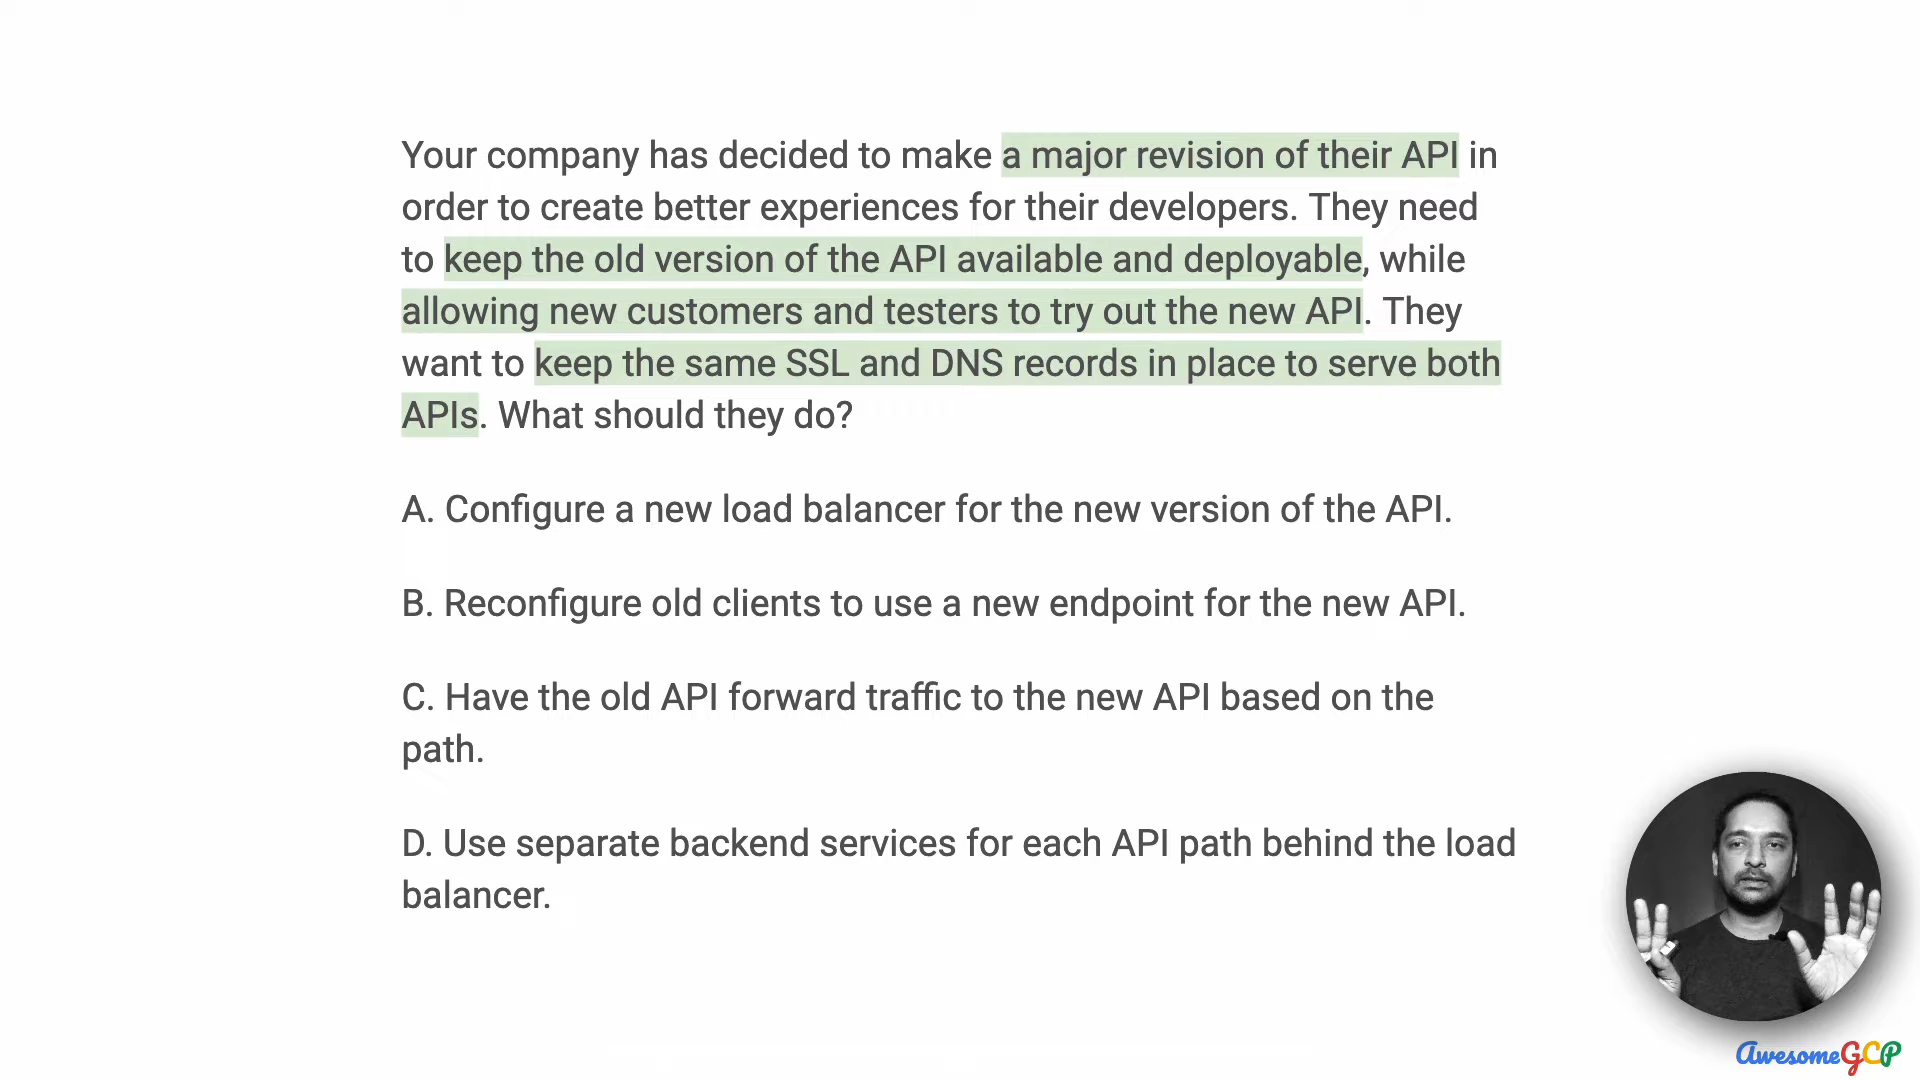 Your company has decided to make a major revision of their API in
order to create better experiences for their developers. They need
to keep the old version of the API available and deployable, while
allowing new customers and testers to try out the new API. They
want to keep the same SSL and DNS records in place to serve both
APIs. What should they do?
A. Configure a new load balancer for the new version of the API.
B. Reconfigure old clients to use a new endpoint for the new API.
C. Have the old API forward traffic to the new API based on the
path.
D. Use separate backend services for each API path behind the load
balancer.
AwesomeGCP